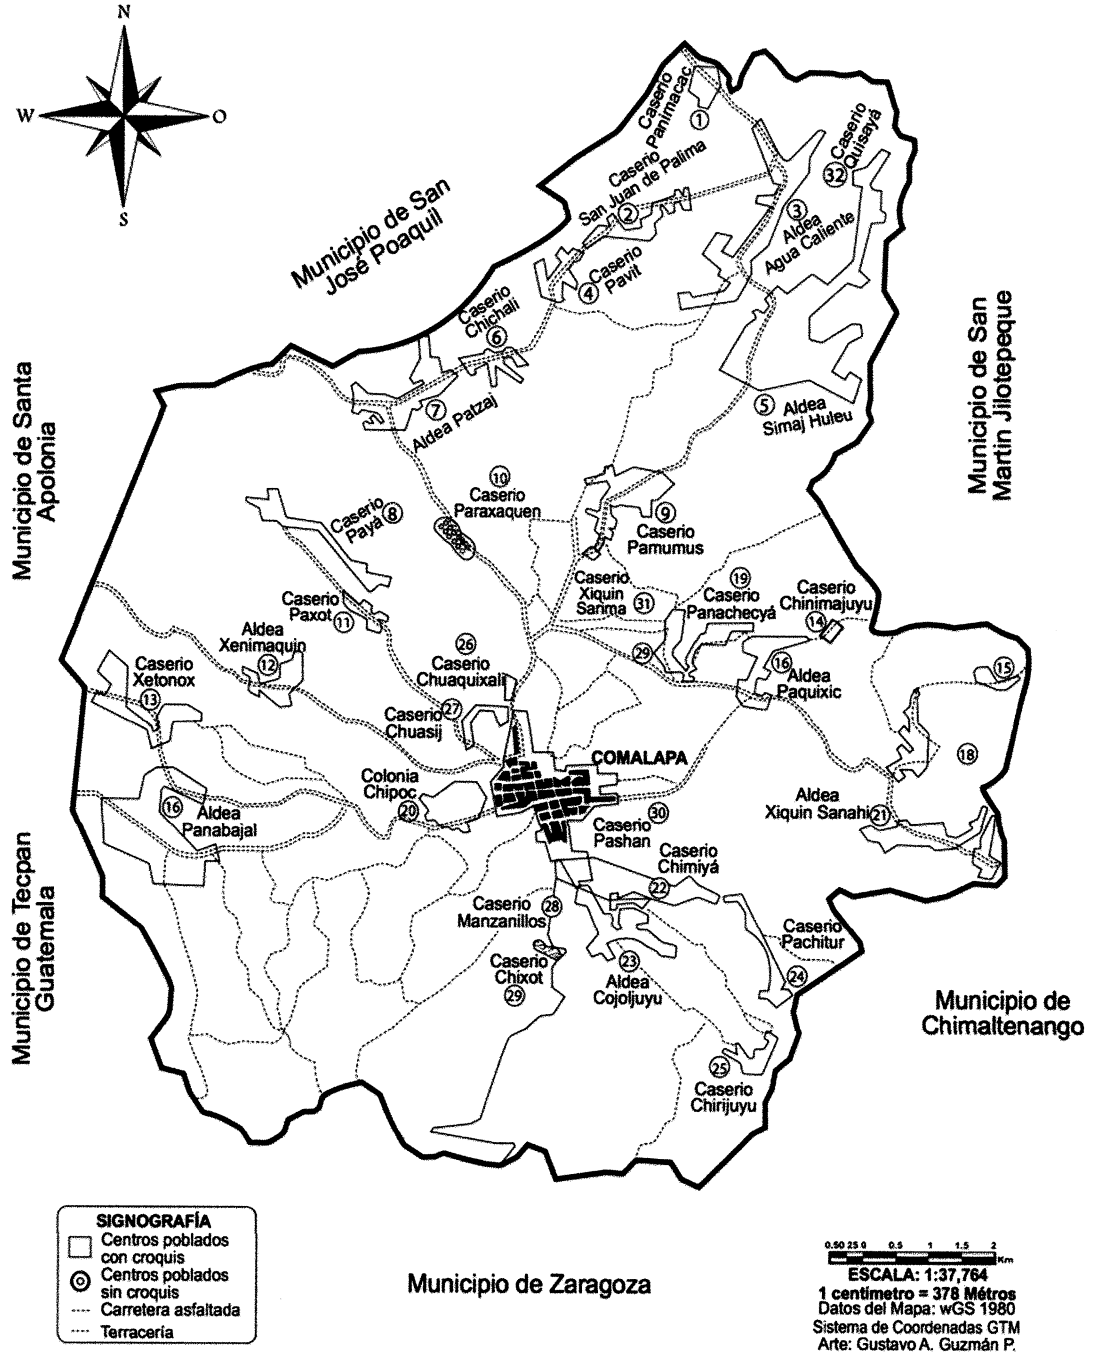 N
W
O
S
Municipio de San
José Poaquil
Municipio de Santa
Apolonia
Municipio de Tecpan
Guatemala
Municipio de San
Martin Jilotepeque
Municipio de
Chimaltenango
Municipio de Zaragoza
Caserio
Panimacac
1
Caserio
Quisayá
32
Caserio
San Juan de Palima
2
3
Aldea
Agua Caliente
Caserio
Pavit
4
Caserio
Chichali
6
7
Aldea Patzaj
5
Aldea
Simaj Huleu
10
Caserio
Paraxaquen
Caserio
Payá
8
9
Caserio
Pamumus
Caserio
Xiquin
Sarima
31
19
Caserio
Panachecyá
Caserio
Chinimajuyu
14
Caserio
Paxot
11
Aldea
Xenimaquin
12
26
Caserio
Chuaquixali
29
16
Aldea
Paquixic
15
Caserio
Xetonox
13
27
Caserio
Chuasij
COMALAPA
18
Colonia
Chipoc
20
16
Aldea
Panabajal
30
Caserio
Pashan
Aldea
Xiquin Sanahi
21
Caserio
Chimiyá
22
Caserio
Manzanillos
28
Caserio
Pachitur
24
Caserio
Chixot
29
23
Aldea
Cojoljuyu
25
Caserio
Chirijuyu
SIGNOGRAFÍA
Centros poblados
con croquis
Centros poblados
sin croquis
Carretera asfaltada
Terracería
0.50 25 0 0.5 1 1.5 2
Km
ESCALA: 1:37,764
1 centimetro = 378 Métros
Datos del Mapa: wGS 1980
Sistema de Coordenadas GTM
Arte: Gustavo A. Guzmán P.